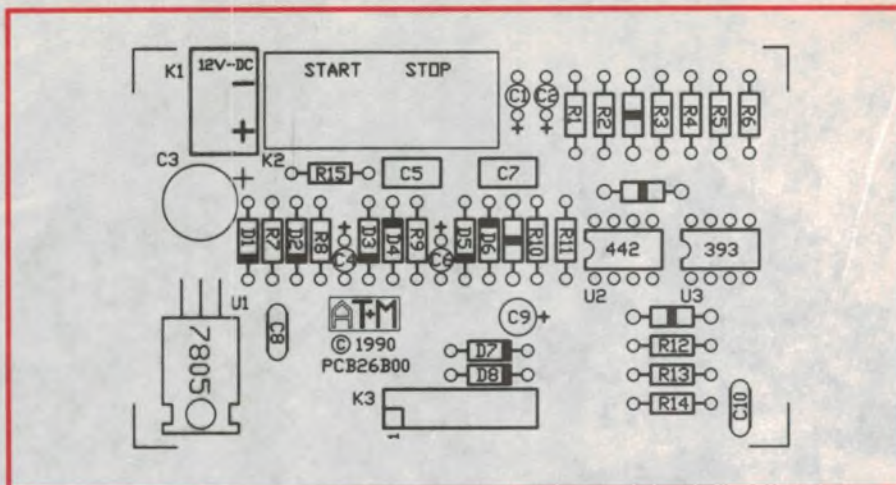 K1
12V--DC
START STOP
K2
C3
C1 C2
R1 R2 R3 R4 R5 R6
R15 C5 C7
D1 R7 D2 R8 C4 D3 D4 R9 C6 D5 D6 R10 R11
442 393
U2 U3
U1
7805
C8
AT+M
© 1990
PCB26B00
C9
D7
D8
K3
1
R12
R13
R14
C10